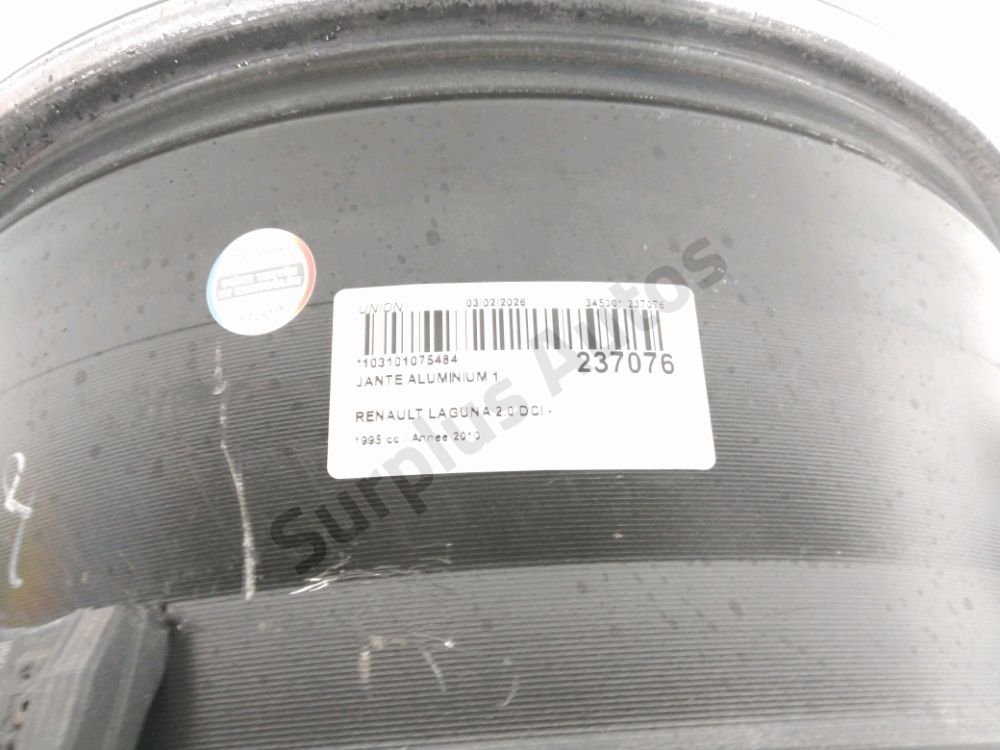 UNION 03/02/2026 345001 237076
*103101075484
237076
JANTE ALUMINIUM 1
RENAULT LAGUNA 2.0 DCI -
1995 cc / Annee 2010
Surplus Autos